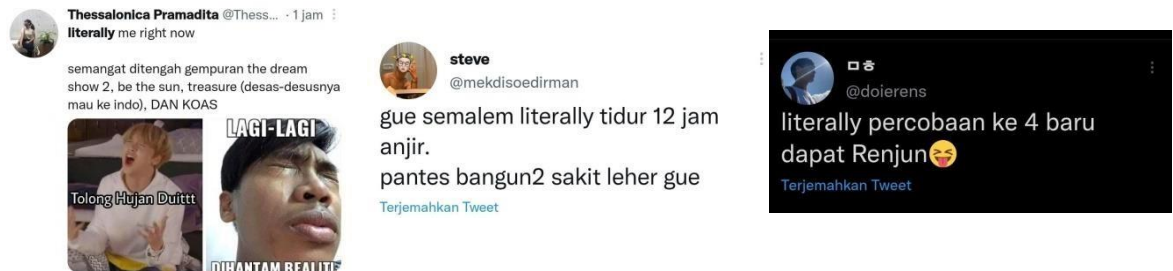 Thessalonica Pramadita @Thess... · 1 jam
literally me right now
semangat ditengah gempuran the dream
show 2, be the sun, treasure (desas-desusnya
mau ke indo), DAN KOAS
Tolong Hujan Duittt
LAGI-LAGI
DIHANTAM REALITE
steve
@mekdisoedirman
gue semalem literally tidur 12 jam
anjir.
pantes bangun2 sakit leher gue
Terjemahkan Tweet
ㅁㅎ
@doierens
literally percobaan ke 4 baru
dapat Renjun😝
Terjemahkan Tweet